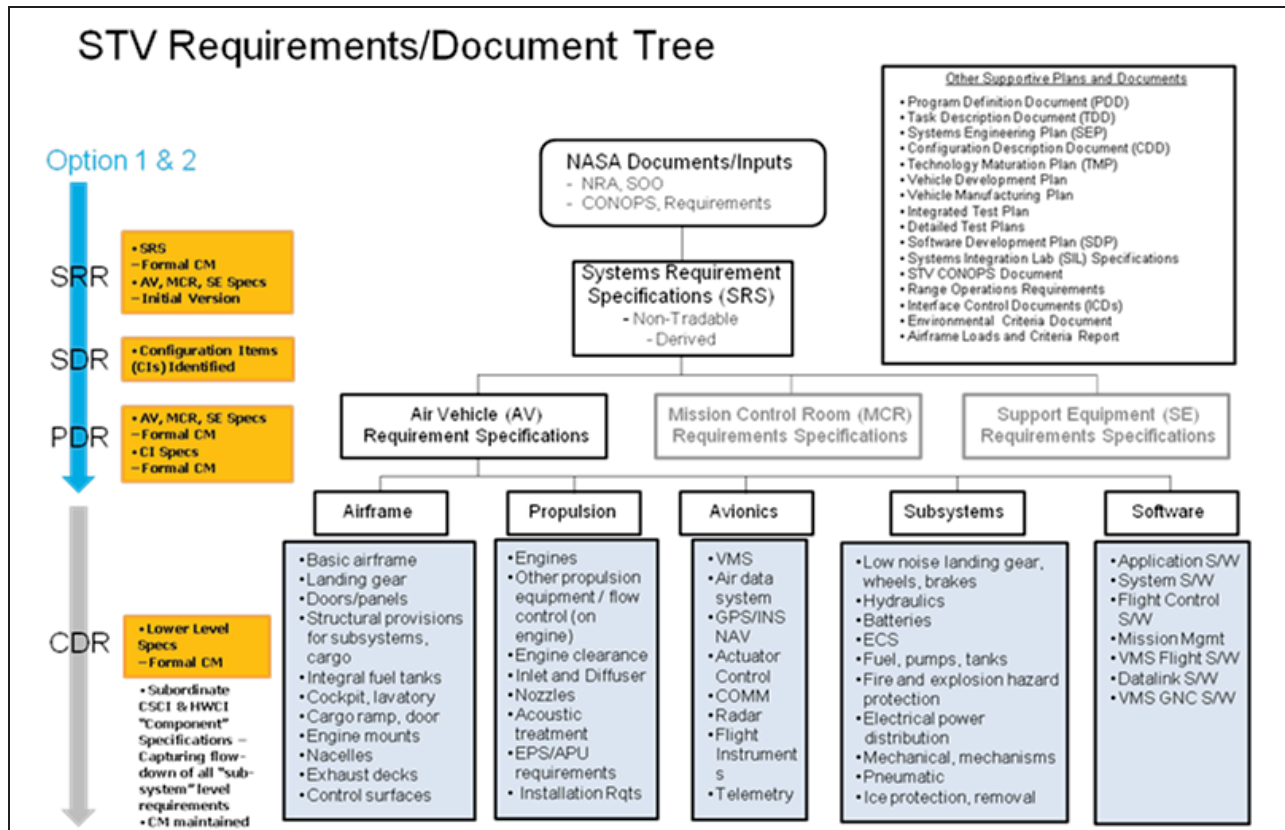 STV Requirements/Document Tree
Other Supportive Plans and Documents
• Program Definition Document (PDD)
• Task Description Document (TDD)
• Systems Engineering Plan (SEP)
• Configuration Description Document (CDD)
• Technology Maturation Plan (TMP)
• Vehicle Development Plan
• Vehicle Manufacturing Plan
• Integrated Test Plan
• Detailed Test Plans
• Software Development Plan (SDP)
• Systems Integration Lab (SIL) Specifications
• STV CONOPS Document
• Range Operations Requirements
• Interface Control Documents (ICDs)
• Environmental Criteria Document
• Airframe Loads and Criteria Report
Option 1 & 2
SRR
• SRS
– Formal CM
• AV, MCR, SE Specs
– Initial Version
SDR
• Configuration Items
(CIs) Identified
PDR
• AV, MCR, SE Specs
– Formal CM
• CI Specs
– Formal CM
CDR
• Lower Level
Specs
– Formal CM
• Subordinate
CSCI & HWCI
"Component"
Specifications –
Capturing flow-
down of all "sub-
system" level
requirements
• CM maintained
NASA Documents/Inputs
- NRA, SOO
- CONOPS, Requirements
Systems Requirement
Specifications (SRS)
- Non-Tradable
- Derived
Air Vehicle (AV)
Requirement Specifications
Mission Control Room (MCR)
Requirements Specifications
Support Equipment (SE)
Requirements Specifications
Airframe
• Basic airframe
• Landing gear
• Doors/panels
• Structural provisions
for subsystems,
cargo
• Integral fuel tanks
• Cockpit, lavatory
• Cargo ramp, door
• Engine mounts
• Nacelles
• Exhaust decks
• Control surfaces
Propulsion
• Engines
• Other propulsion
equipment / flow
control (on
engine)
• Engine clearance
• Inlet and Diffuser
• Nozzles
• Acoustic
treatment
• EPS/APU
requirements
• Installation Rqts
Avionics
• VMS
• Air data
system
• GPS/INS
NAV
• Actuator
Control
• COMM
• Radar
• Flight
Instrument
s
• Telemetry
Subsystems
• Low noise landing gear,
wheels, brakes
• Hydraulics
• Batteries
• ECS
• Fuel, pumps, tanks
• Fire and explosion hazard
protection
• Electrical power
distribution
• Mechanical, mechanisms
• Pneumatic
• Ice protection, removal
Software
• Application S/W
• System S/W
• Flight Control
S/W
• Mission Mgmt
• VMS Flight S/W
• Datalink S/W
• VMS GNC S/W